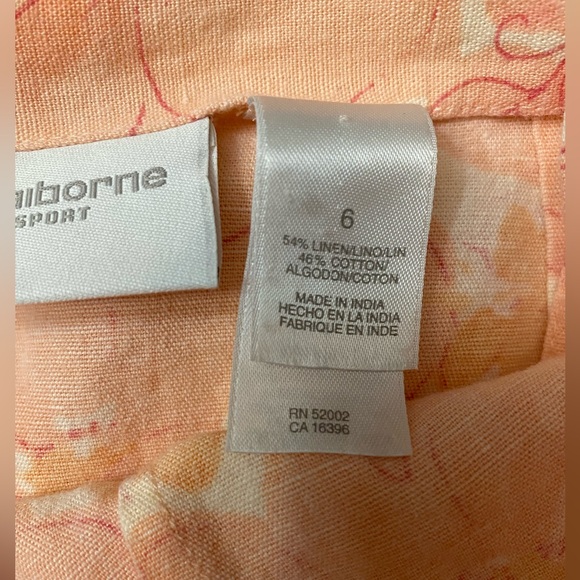 aiborne
SPORT
6
54% LINEN/LINO/LIN
46% COTTON/
ALGODON/COTON
MADE IN INDIA
HECHO EN LA INDIA
FABRIQUE EN INDE
RN 52002
CA 16396